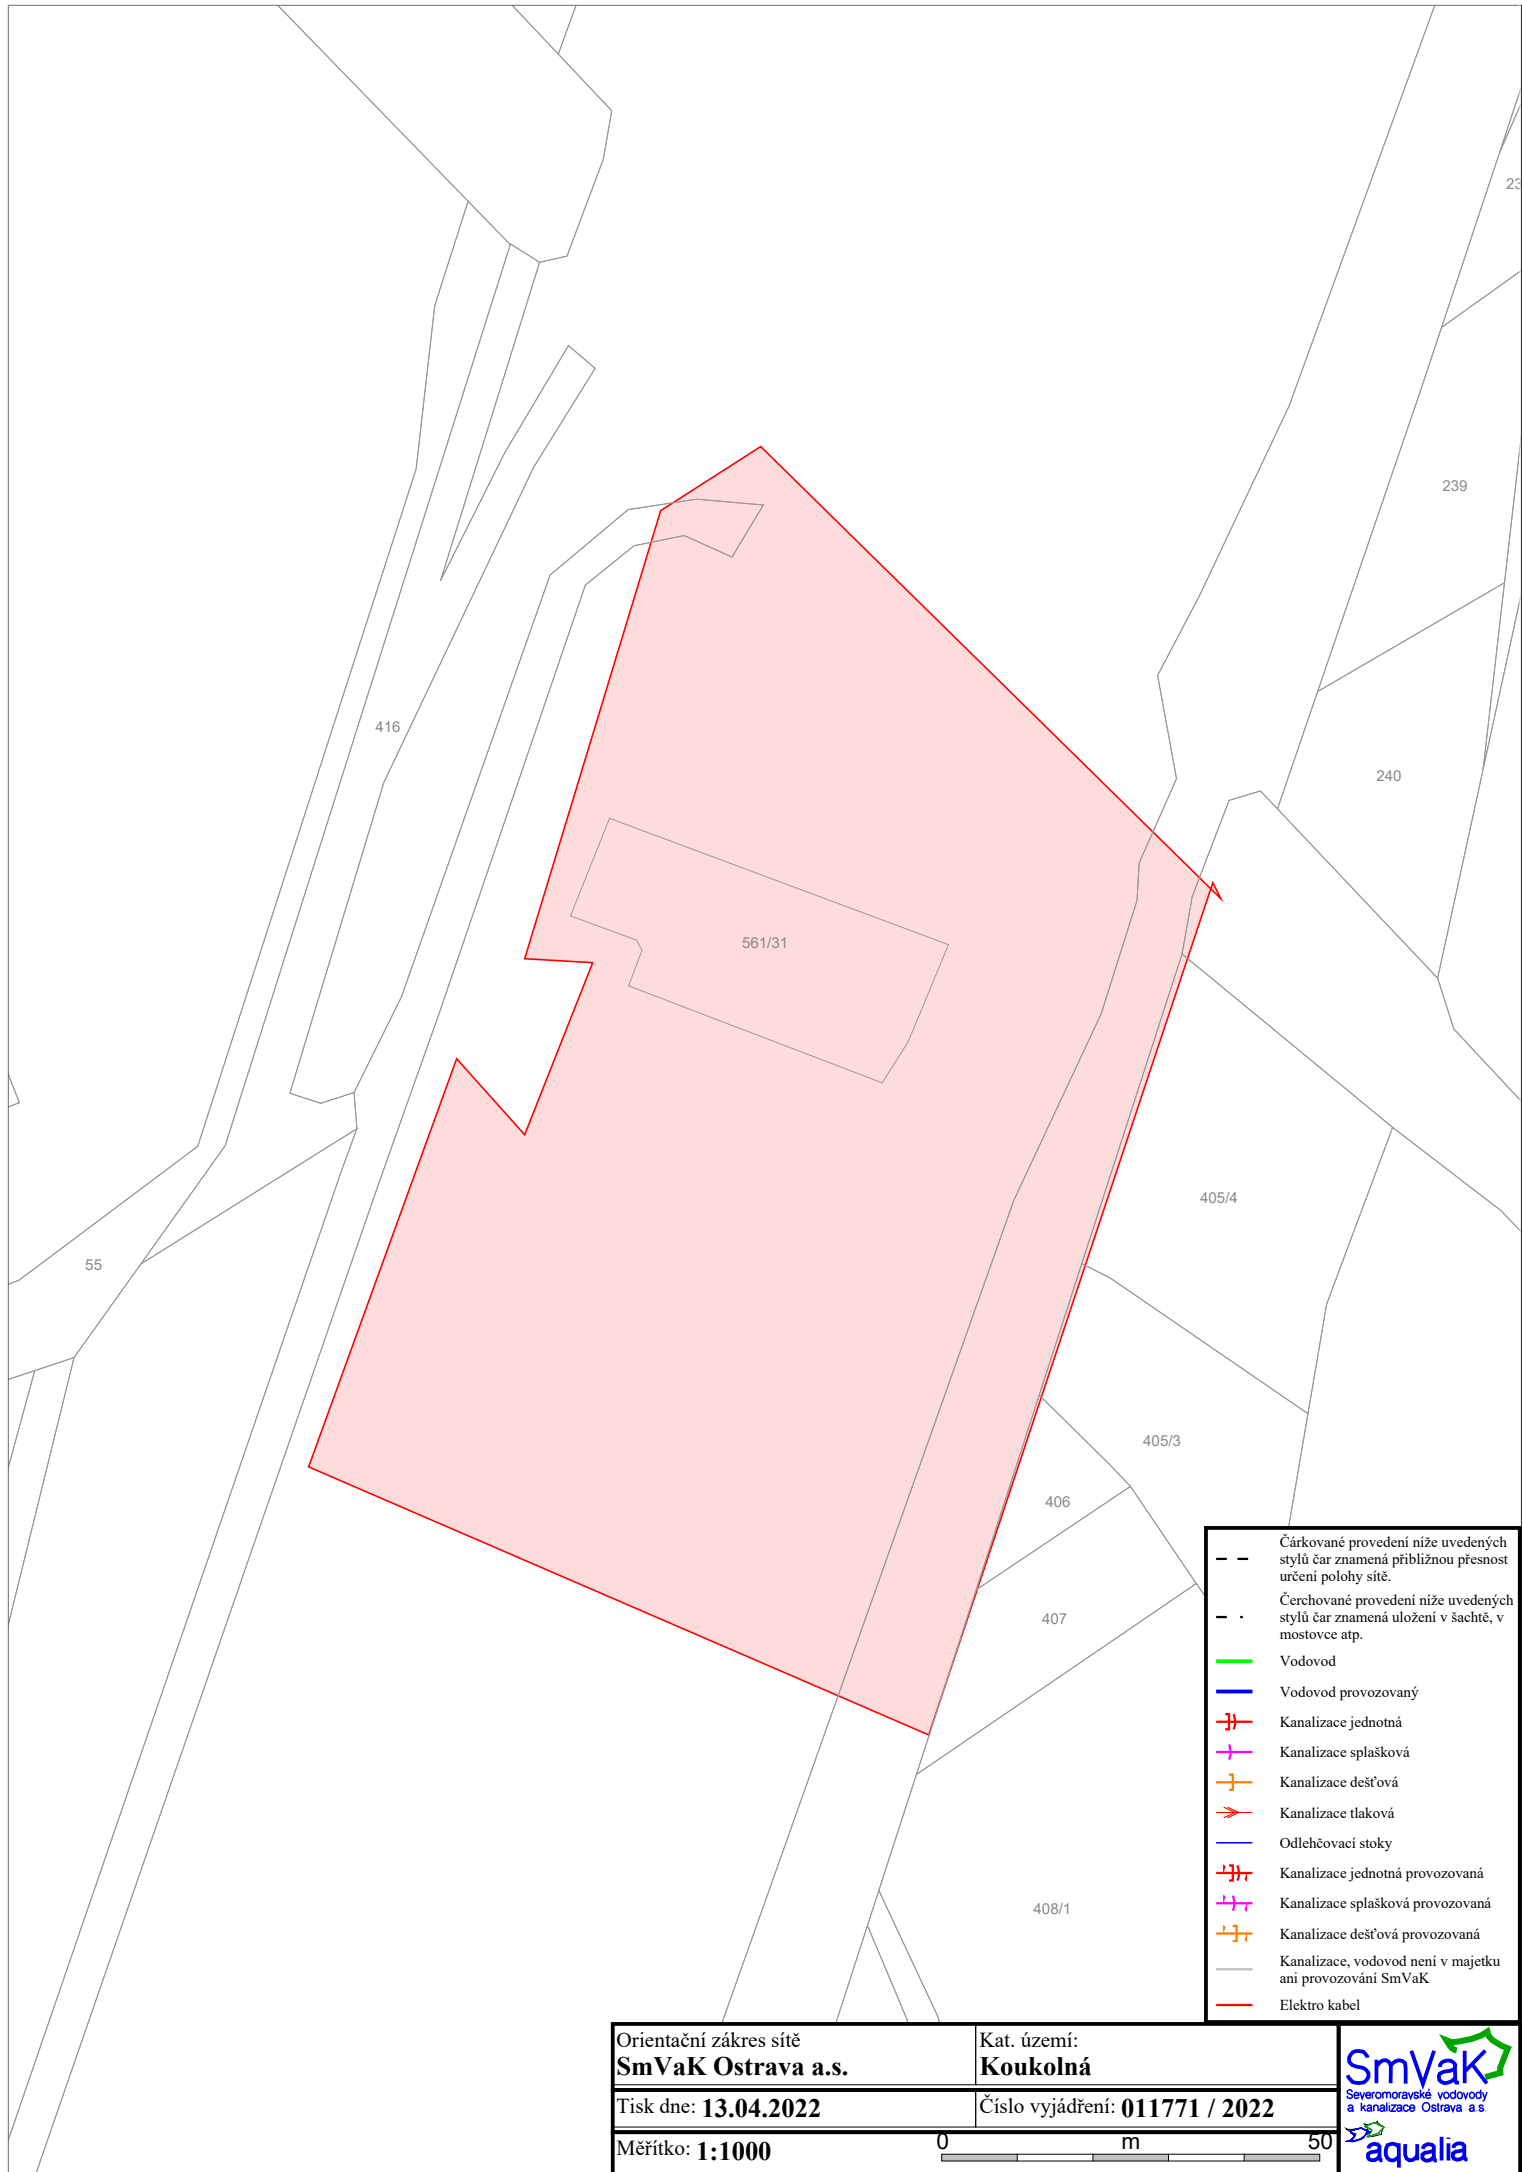 23
239
416
240
561/31
405/4
55
405/3
406
407
408/1
Čárkované provedení níže uvedených
stylů čar znamená přibližnou přesnost
určení polohy sítě.
Čerchované provedení níže uvedených
stylů čar znamená uložení v šachtě, v
mostovce atp.
Vodovod
Vodovod provozovaný
Kanalizace jednotná
Kanalizace splašková
Kanalizace dešťová
Kanalizace tlaková
Odlehčovací stoky
Kanalizace jednotná provozovaná
Kanalizace splašková provozovaná
Kanalizace dešťová provozovaná
Kanalizace, vodovod není v majetku
ani provozování SmVaK
Elektro kabel
Orientační zákres sítě
SmVaK Ostrava a.s.
Kat. území:
Koukolná
Tisk dne: 13.04.2022
Číslo vyjádření: 011771 / 2022
Měřítko: 1:1000
0 m 50
SmVaK
Severomoravské vodovody
a kanalizace Ostrava a.s.
aqualia